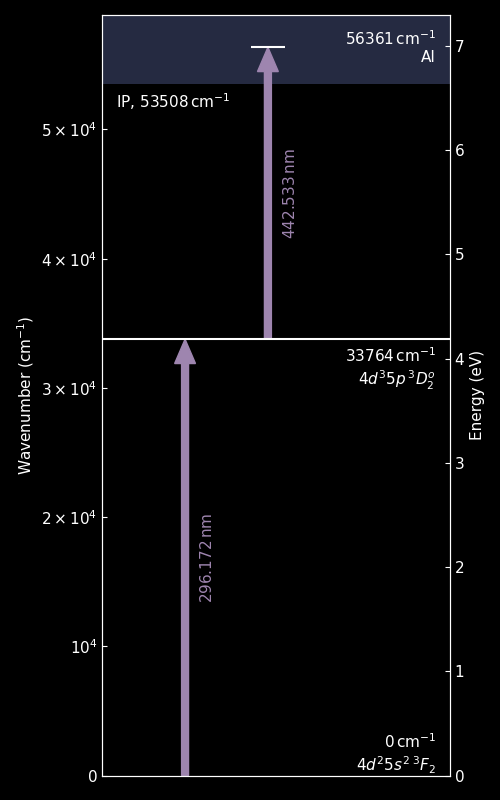 56361 cm⁻¹
AI
IP, 53508 cm⁻¹
442.533 nm
33764 cm⁻¹
4d³5p ³D₂ᵒ
296.172 nm
0 cm⁻¹
4d²5s² ³F₂
Wavenumber (cm⁻¹)
5 × 10⁴
4 × 10⁴
3 × 10⁴
2 × 10⁴
10⁴
0
Energy (eV)
7
6
5
4
3
2
1
0